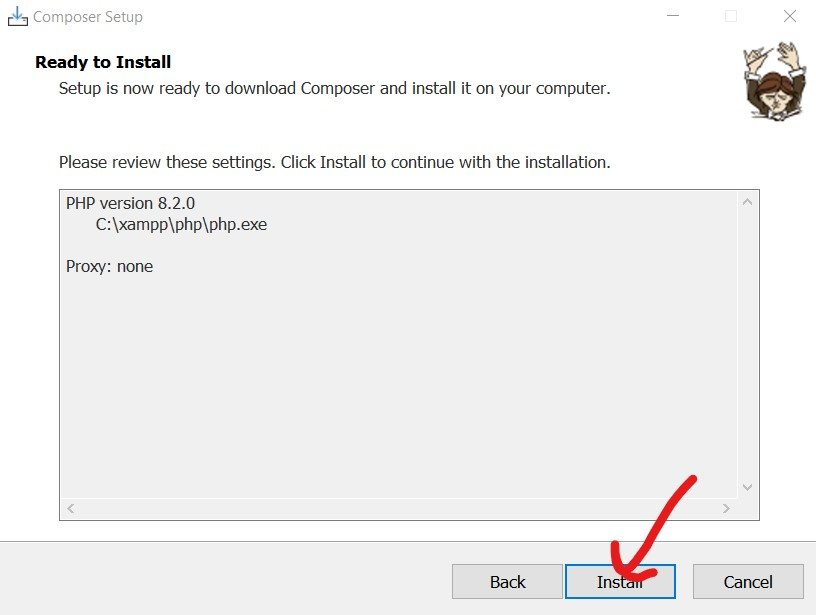 Composer Setup
Ready to Install
Setup is now ready to download Composer and install it on your computer.
Please review these settings. Click Install to continue with the installation.
PHP version 8.2.0
C:\xampp\php\php.exe
Proxy: none
Back
Install
Cancel